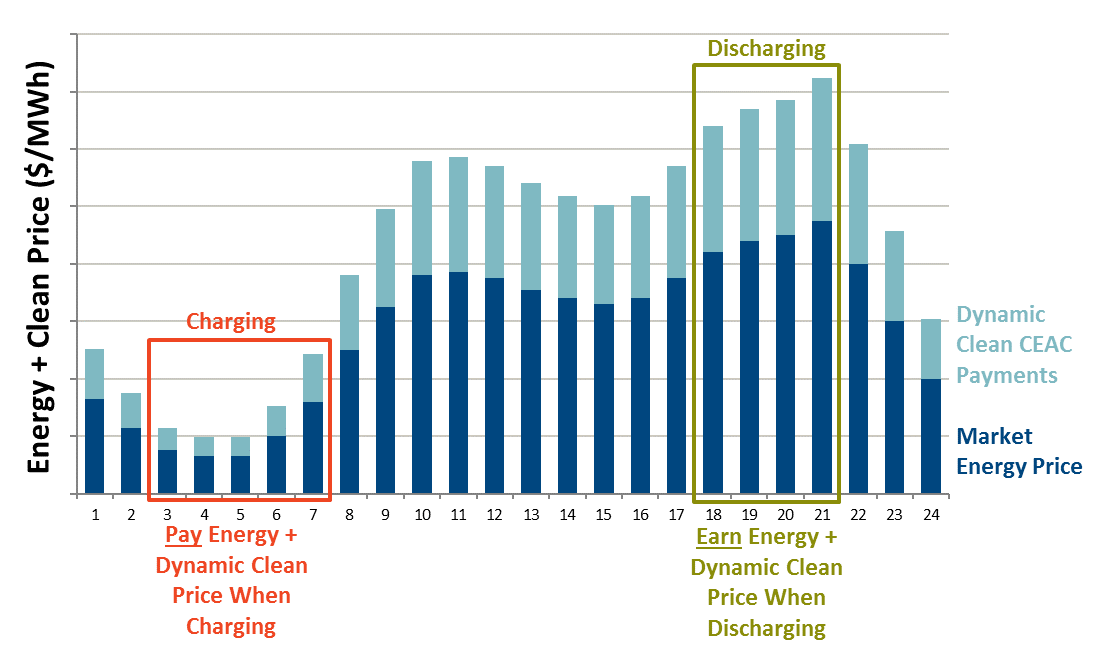 Discharging
Energy + Clean Price ($/MWh)
Charging
Dynamic
Clean CEAC
Payments
Market
Energy Price
1 2 3 4 5 6 7 8 9 10 11 12 13 14 15 16 17 18 19 20 21 22 23 24
Pay Energy +
Dynamic Clean
Price When
Charging
Earn Energy +
Dynamic Clean
Price When
Discharging